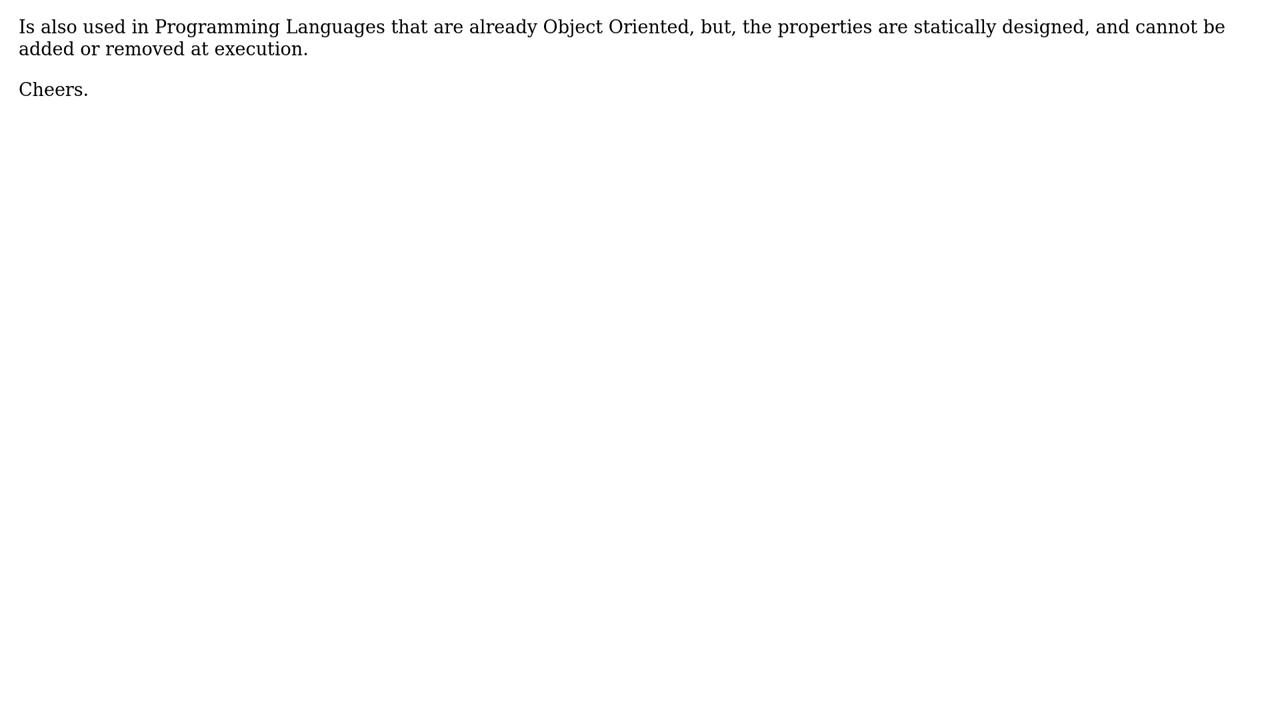 Is also used in Programming Languages that are already Object Oriented, but, the properties are statically designed, and cannot be
added or removed at execution.
Cheers.